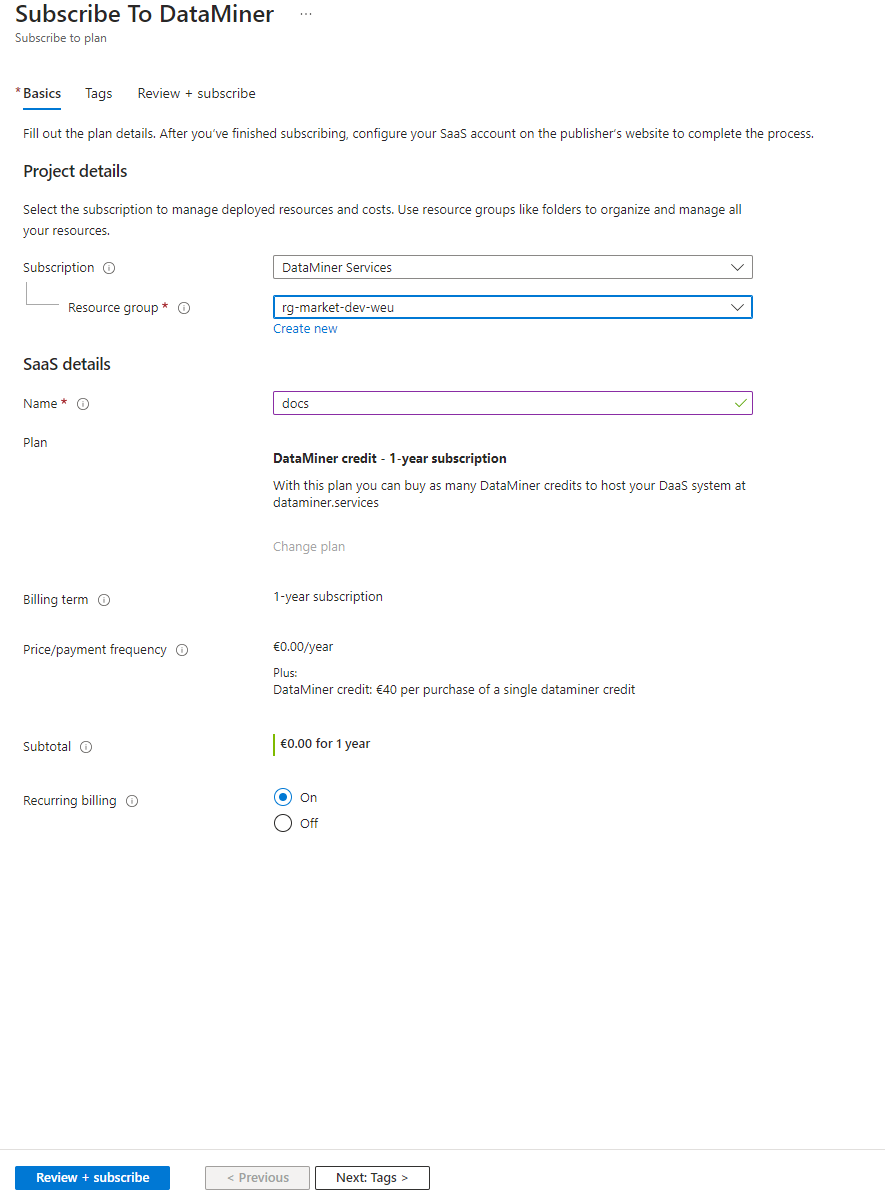 Subscribe To DataMiner ...
Subscribe to plan
* Basics Tags Review + subscribe
Fill out the plan details. After you've finished subscribing, configure your SaaS account on the publisher's website to complete the process.
Project details
Select the subscription to manage deployed resources and costs. Use resource groups like folders to organize and manage all
your resources.
Subscription DataMiner Services
Resource group * rg-market-dev-weu
Create new
SaaS details
Name * docs
Plan
DataMiner credit - 1-year subscription
With this plan you can buy as many DataMiner credits to host your DaaS system at
dataminer.services
Change plan
Billing term 1-year subscription
Price/payment frequency €0.00/year
Plus:
DataMiner credit: €40 per purchase of a single dataminer credit
Subtotal €0.00 for 1 year
Recurring billing On
Off
Review + subscribe < Previous Next: Tags >